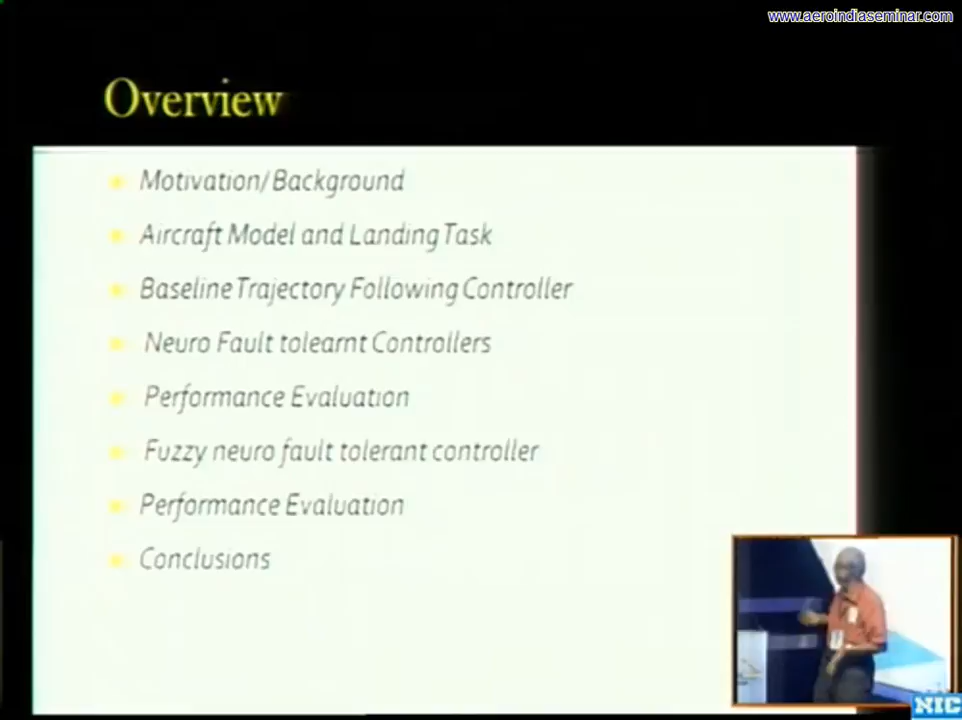 www.aeroindiaseminar.com
Overview
Motivation/Background
Aircraft Model and Landing Task
Baseline Trajectory Following Controller
Neuro Fault tolearnt Controllers
Performance Evaluation
Fuzzy neuro fault tolerant controller
Performance Evaluation
Conclusions
NIC